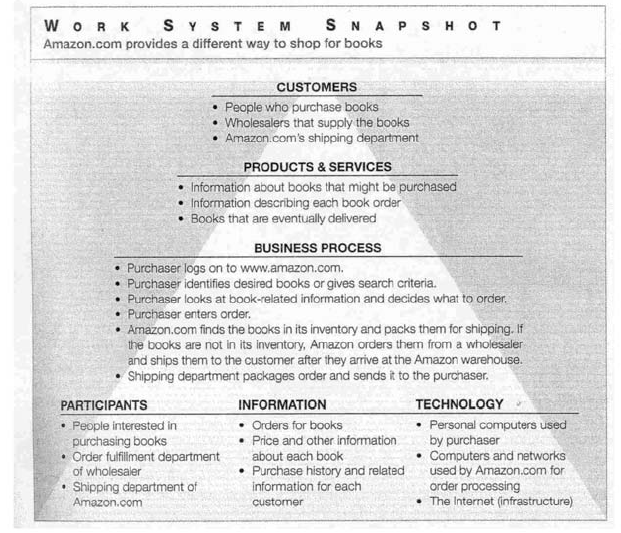 WORK SYSTEM SNAPSHOT
Amazon.com provides a different way to shop for books
CUSTOMERS
• People who purchase books
• Wholesalers that supply the books
• Amazon.com's shipping department
PRODUCTS & SERVICES
• Information about books that might be purchased
• Information describing each book order
• Books that are eventually delivered
BUSINESS PROCESS
• Purchaser logs on to www.amazon.com.
• Purchaser identifies desired books or gives search criteria.
• Purchaser looks at book-related information and decides what to order.
• Purchaser enters order.
• Amazon.com finds the books in its inventory and packs them for shipping. If
the books are not in its inventory, Amazon orders them from a wholesaler
and ships them to the customer after they arrive at the Amazon warehouse.
• Shipping department packages order and sends it to the purchaser.
PARTICIPANTS
• People interested in
purchasing books
• Order fulfillment department
of wholesaler
• Shipping department of
Amazon.com
INFORMATION
• Orders for books
• Price and other information
about each book
• Purchase history and related
information for each
customer
TECHNOLOGY
• Personal computers used
by purchaser
• Computers and networks
used by Amazon.com for
order processing
• The Internet (infrastructure)